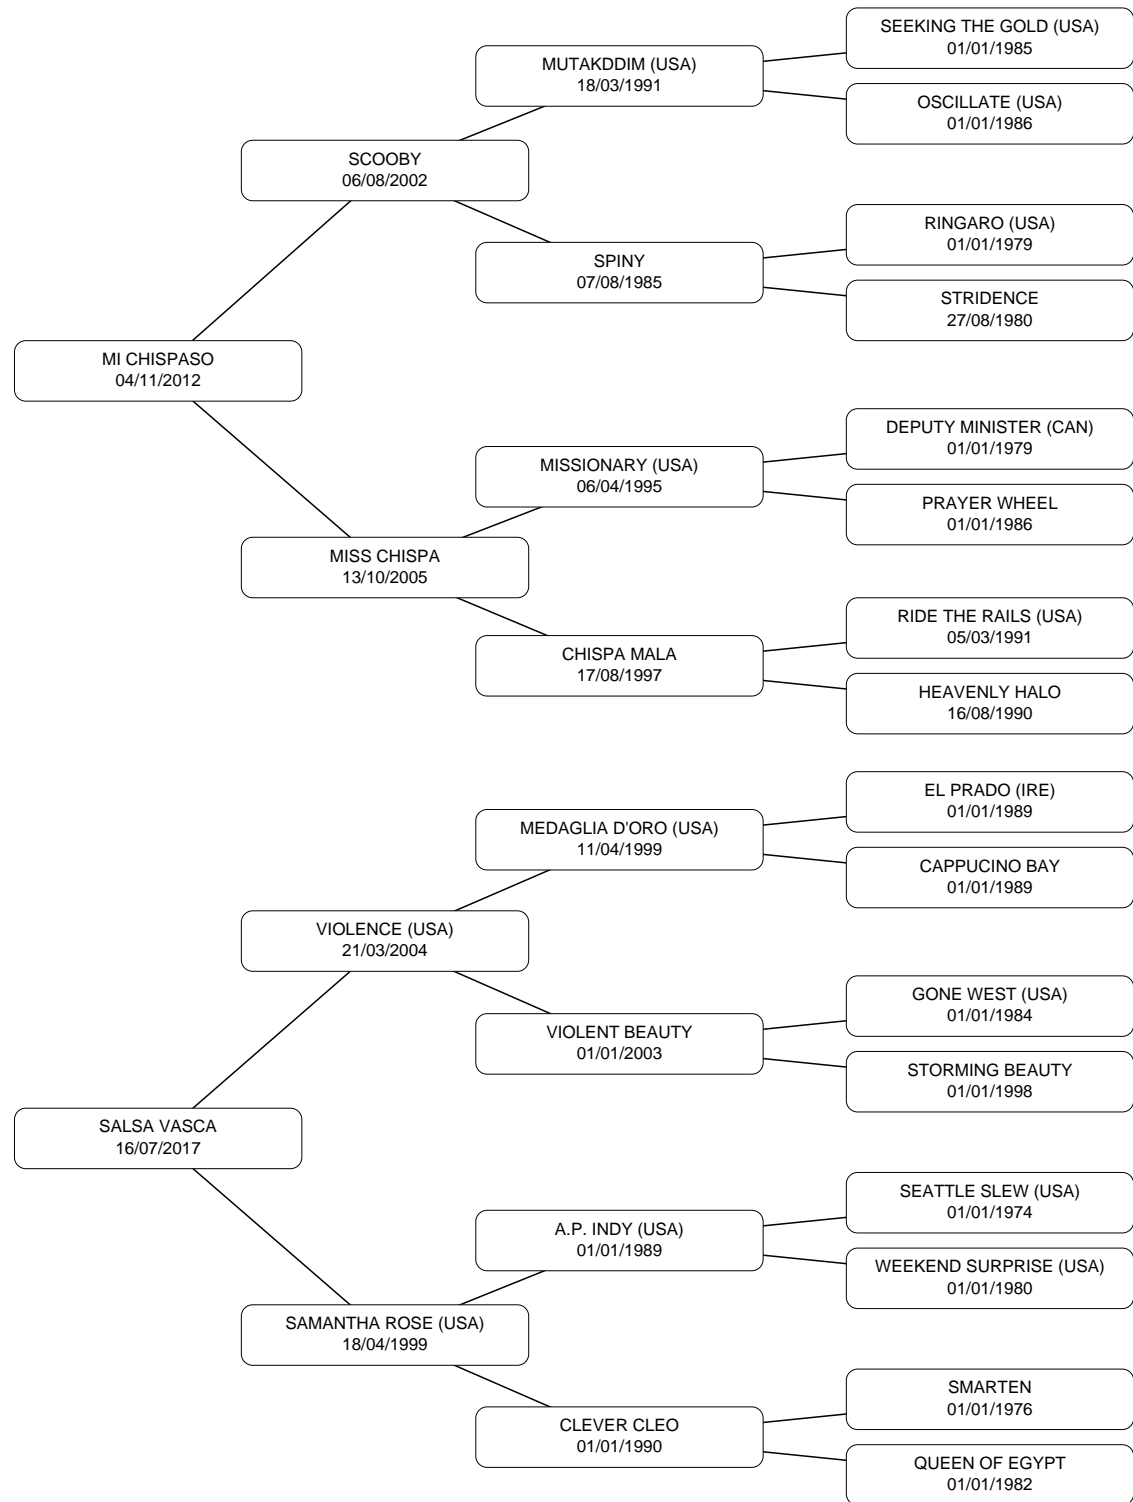 SEEKING THE GOLD (USA)
01/01/1985
MUTAKDDIM (USA)
18/03/1991
OSCILLATE (USA)
01/01/1986
SCOOBY
06/08/2002
RINGARO (USA)
01/01/1979
SPINY
07/08/1985
STRIDENCE
27/08/1980
MI CHISPASO
04/11/2012
DEPUTY MINISTER (CAN)
01/01/1979
MISSIONARY (USA)
06/04/1995
PRAYER WHEEL
01/01/1986
MISS CHISPA
13/10/2005
RIDE THE RAILS (USA)
05/03/1991
CHISPA MALA
17/08/1997
HEAVENLY HALO
16/08/1990
EL PRADO (IRE)
01/01/1989
MEDAGLIA D'ORO (USA)
11/04/1999
CAPPUCINO BAY
01/01/1989
VIOLENCE (USA)
21/03/2004
GONE WEST (USA)
01/01/1984
VIOLENT BEAUTY
01/01/2003
STORMING BEAUTY
01/01/1998
SALSA VASCA
16/07/2017
SEATTLE SLEW (USA)
01/01/1974
A.P. INDY (USA)
01/01/1989
WEEKEND SURPRISE (USA)
01/01/1980
SAMANTHA ROSE (USA)
18/04/1999
SMARTEN
01/01/1976
CLEVER CLEO
01/01/1990
QUEEN OF EGYPT
01/01/1982